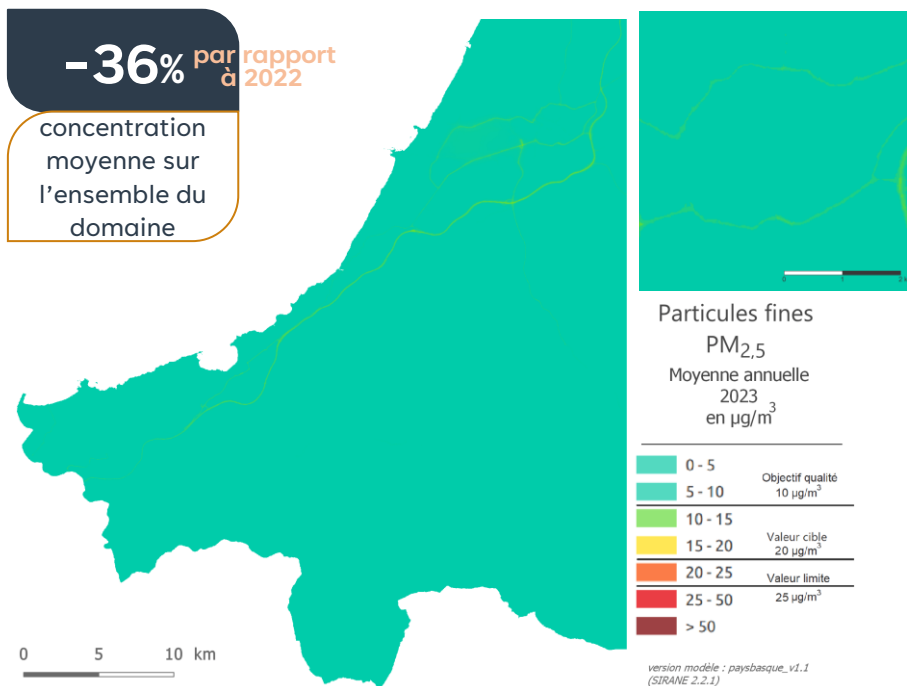 -36% par rapport
à 2022
concentration
moyenne sur
l'ensemble du
domaine
0 1 2
Particules fines
PM2,5
Moyenne annuelle
2023
en µg/m³
0 - 5
Objectif qualité
5 - 10
10 µg/m³
10 - 15
Valeur cible
15 - 20
20 µg/m³
20 - 25
Valeur limite
25 - 50
25 µg/m³
> 50
0 5 10 km
version modèle : paysbasque_v1.1
(SIRANE 2.2.1)